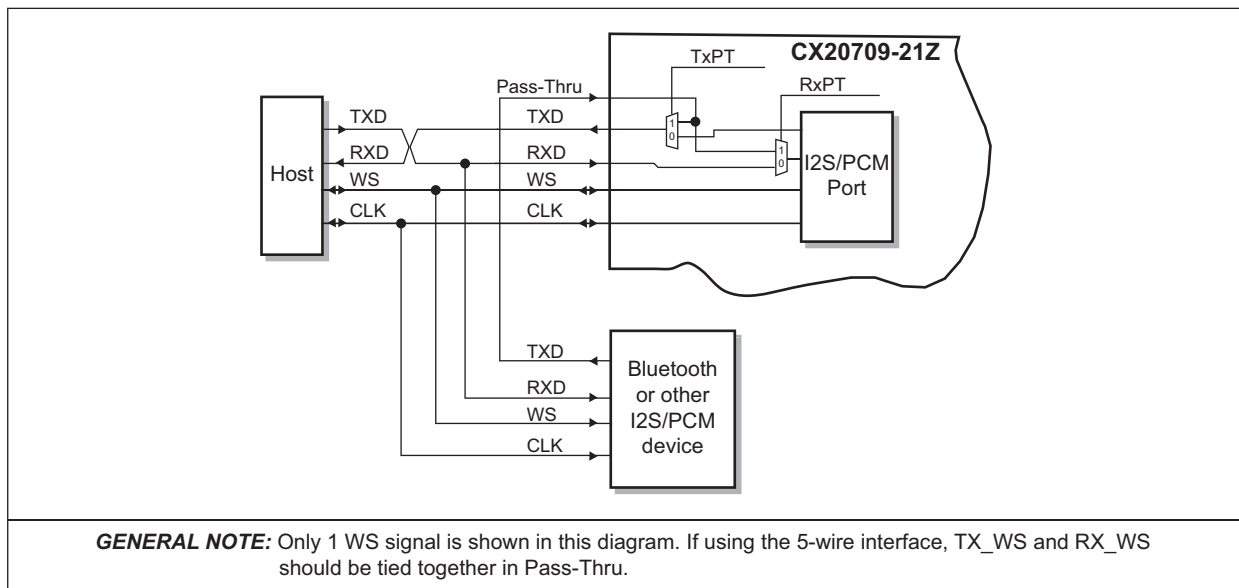 CX20709-21Z
TxPT
RxPT
Pass-Thru
TXD
TXD
RXD
RXD
WS
WS
CLK
CLK
1
0
1
0
Host
I2S/PCM
Port
TXD
RXD
WS
CLK
Bluetooth
or other
I2S/PCM
device
GENERAL NOTE: Only 1 WS signal is shown in this diagram. If using the 5-wire interface, TX_WS and RX_WS
should be tied together in Pass-Thru.